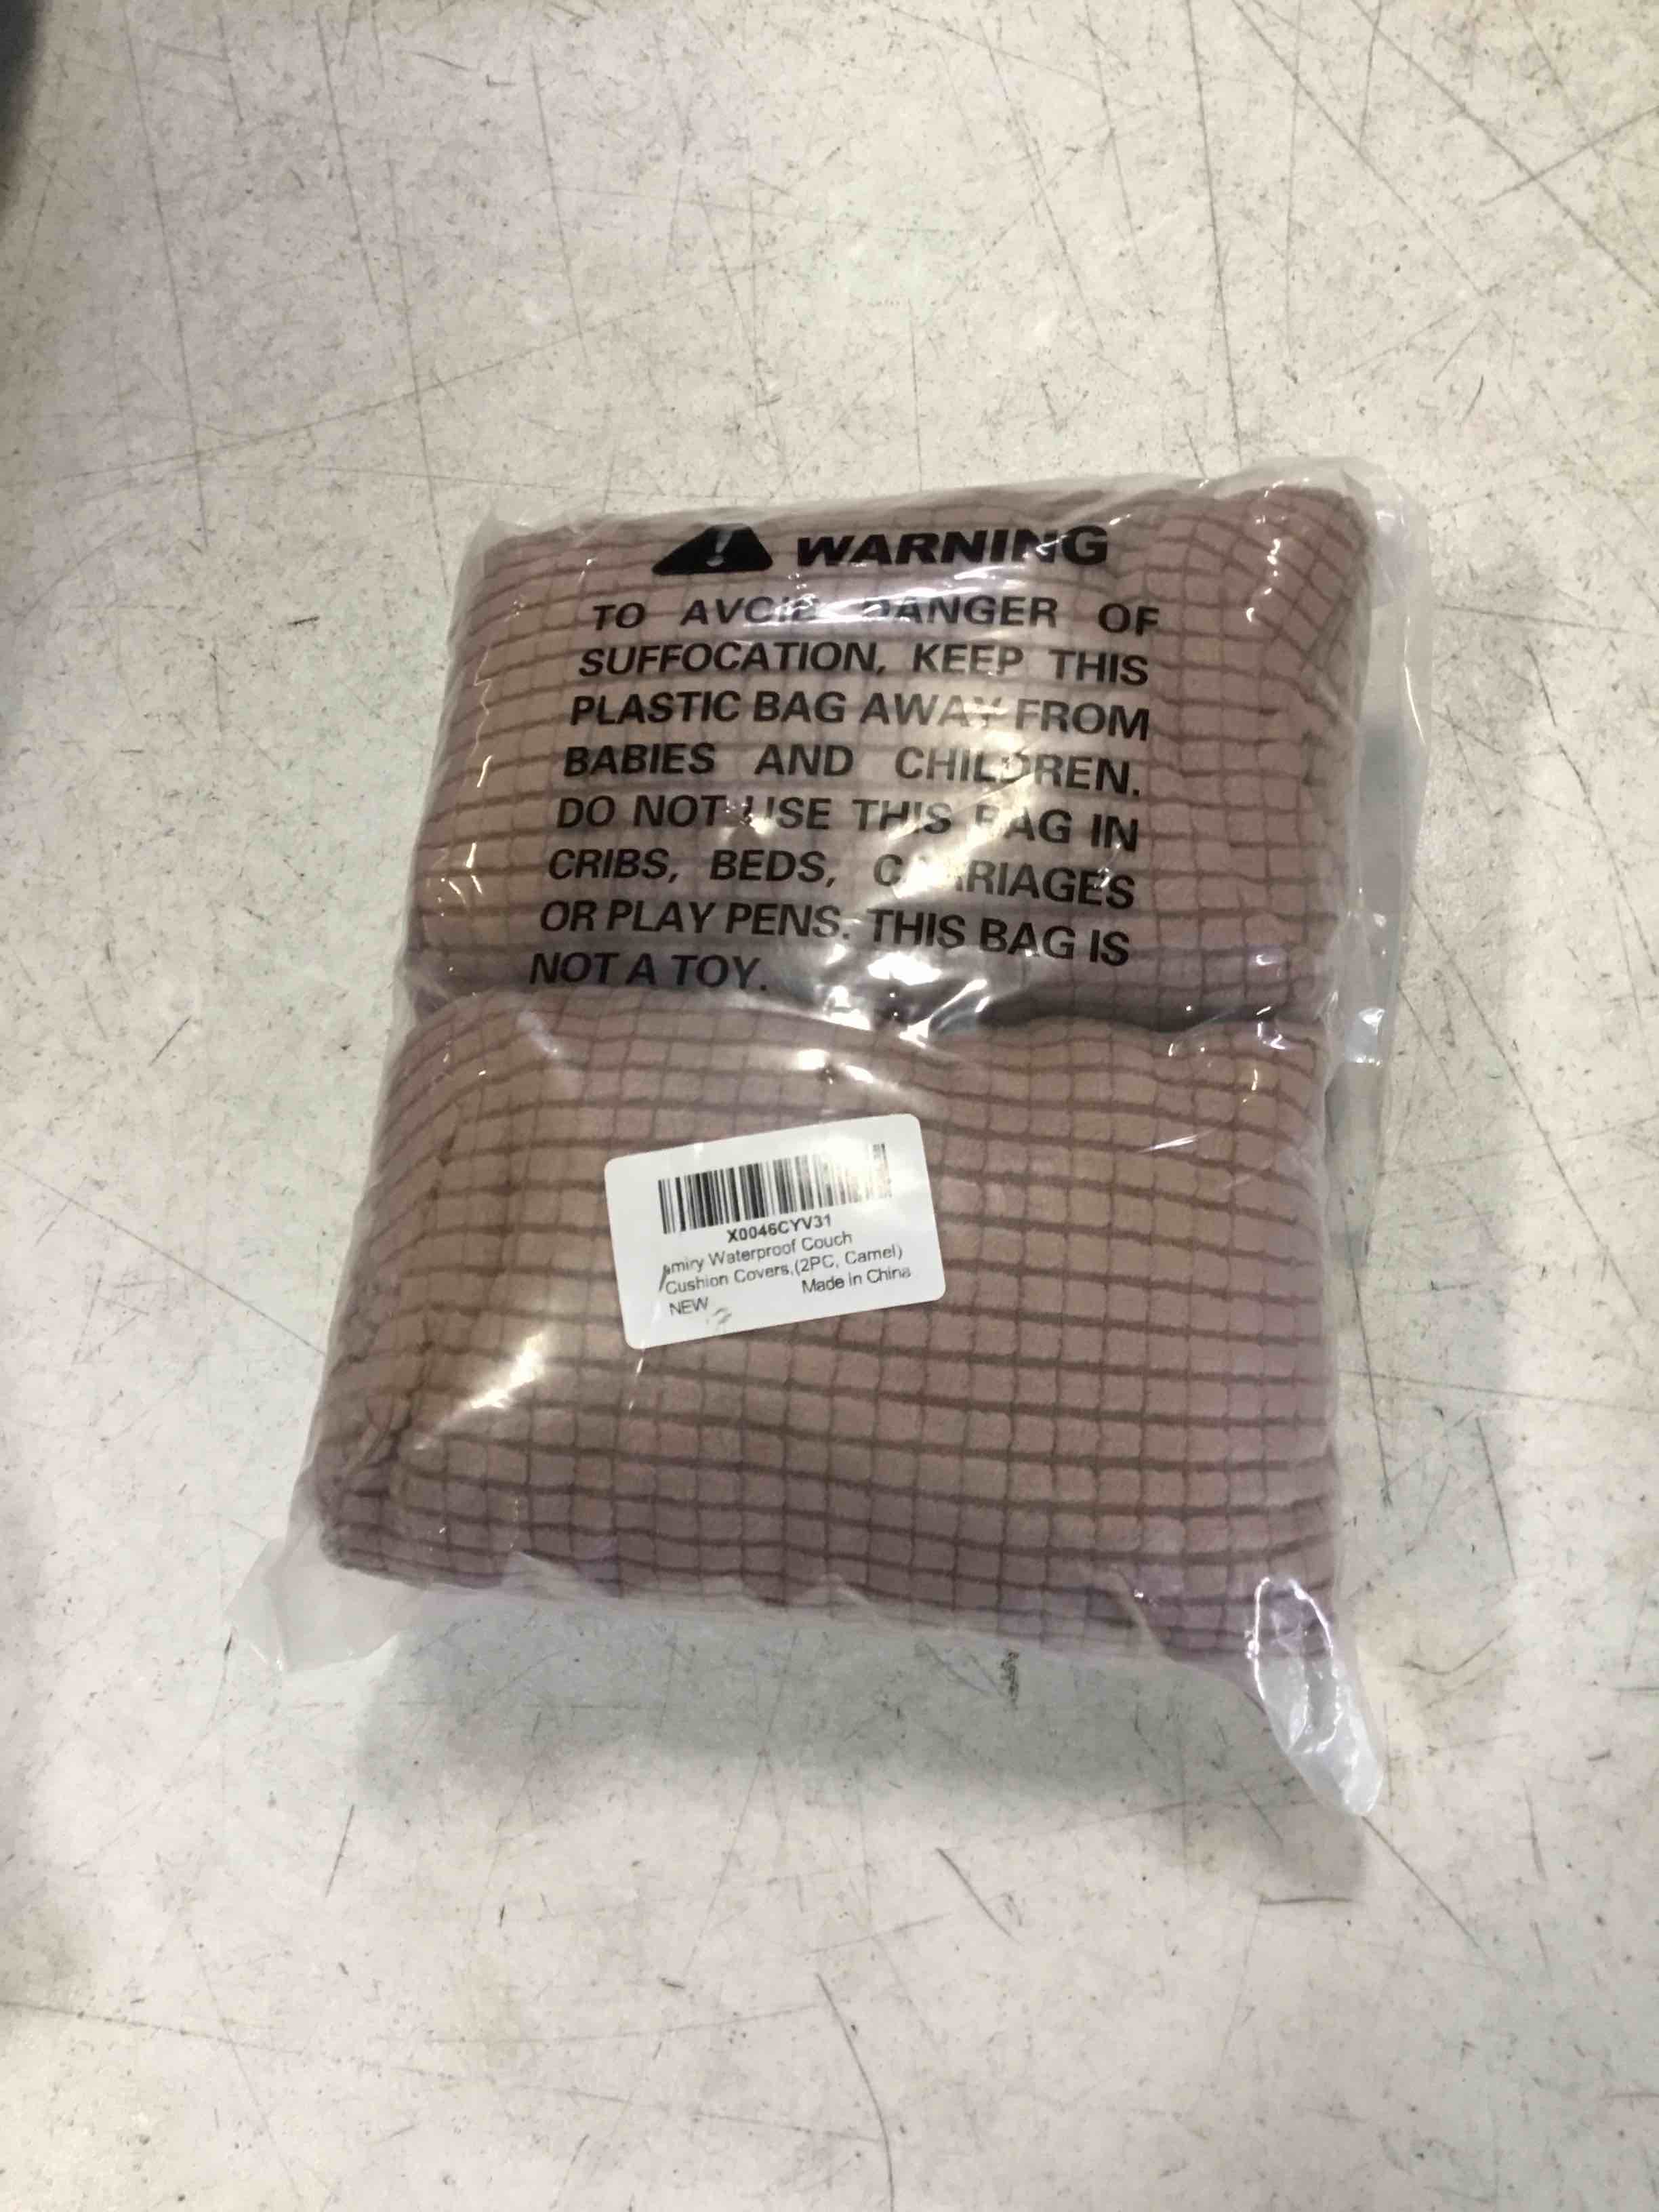 WARNING
TO AVOID DANGER OF
SUFFOCATION, KEEP THIS
PLASTIC BAG AWAY FROM
BABIES AND CHILDREN.
DO NOT USE THIS BAG IN
CRIBS, BEDS, CARRIAGES
OR PLAY PENS. THIS BAG IS
NOT A TOY.
X0046CYV31
Waterproof Couch
Cushion Covers,(2PC, Camel)
NEW Made in China